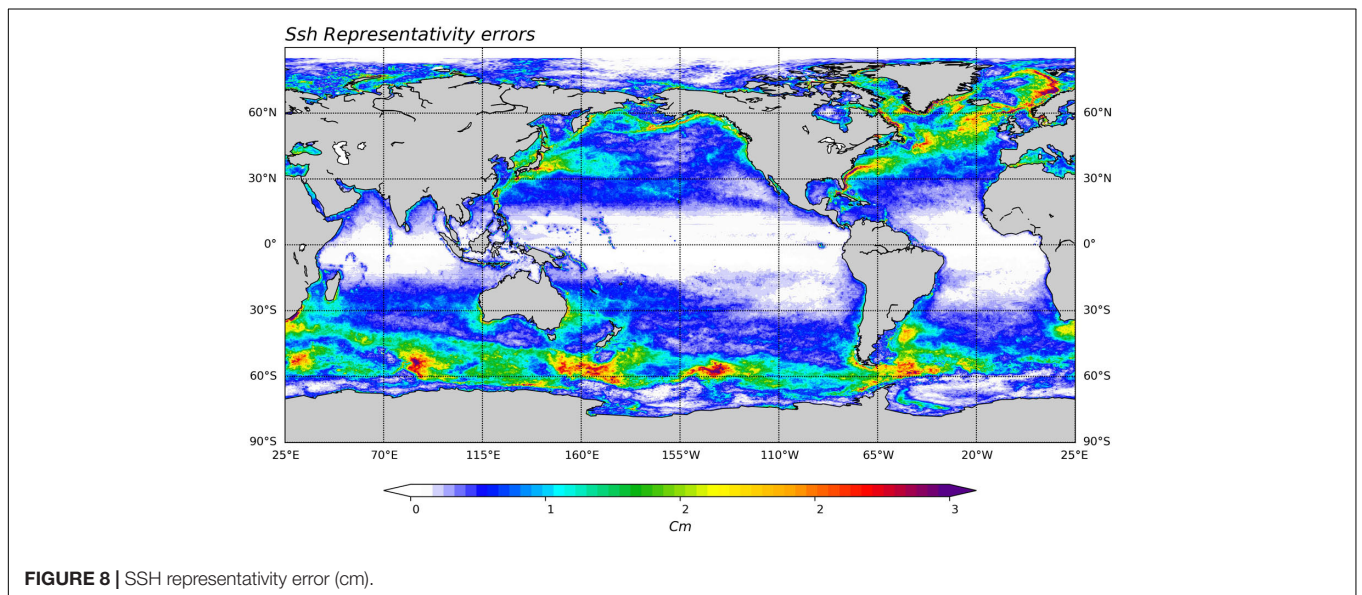 Ssh Representativity errors
60°N 60°N
30°N 30°N
0° 0°
30°S 30°S
60°S 60°S
90°S 90°S
25°E 70°E 115°E 160°E 155°W 110°W 65°W 20°W 25°E
0 1 2 2 3
Cm
FIGURE 8 | SSH representativity error (cm).